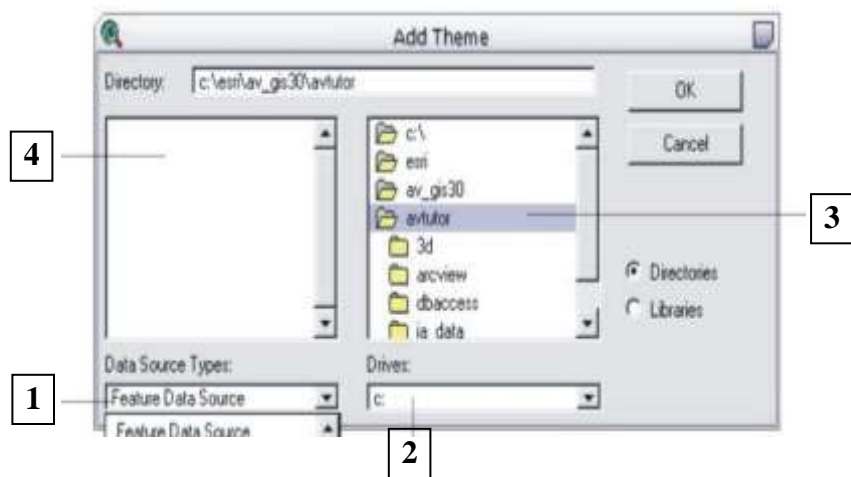 Add Theme
Directory: c:\esri\av_gis30\avtutor
OK
Cancel
c:\
esri
av_gis30
avtutor
3d
arcview
dbaccess
ia_data
Directories
Libraries
Data Source Types:
Drives:
Feature Data Source
c:
Feature Data Source
4
3
1
2